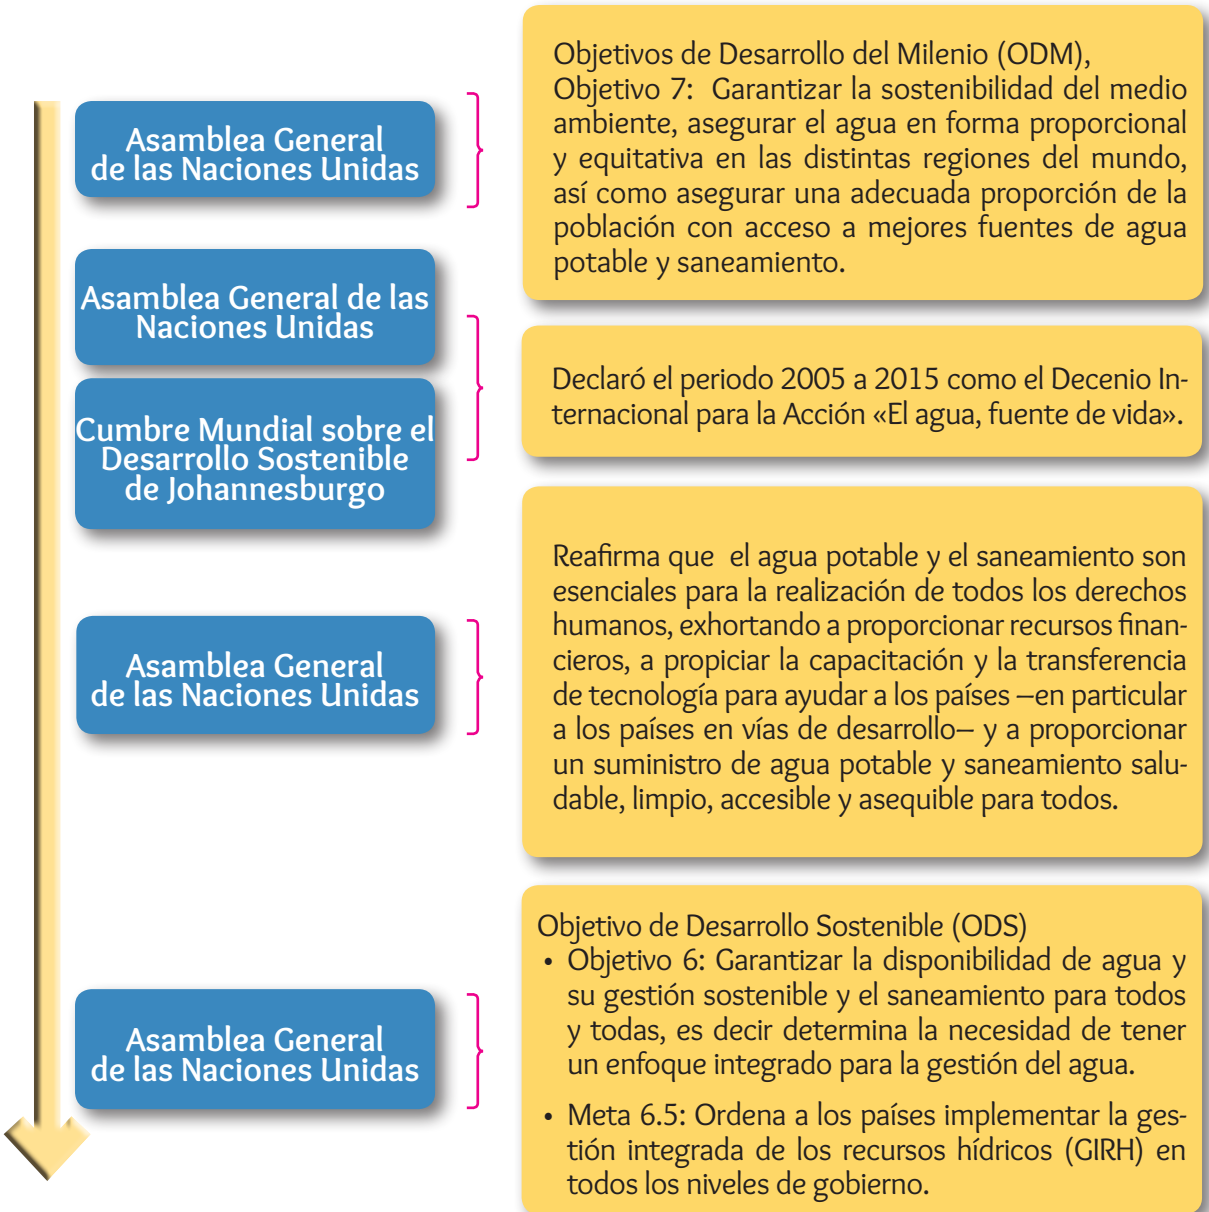 Asamblea General
de las Naciones Unidas
Objetivos de Desarrollo del Milenio (ODM),
Objetivo 7: Garantizar la sostenibilidad del medio
ambiente, asegurar el agua en forma proporcional
y equitativa en las distintas regiones del mundo,
así como asegurar una adecuada proporción de la
población con acceso a mejores fuentes de agua
potable y saneamiento.
Asamblea General de las
Naciones Unidas
Cumbre Mundial sobre el
Desarrollo Sostenible
de Johannesburgo
Declaró el periodo 2005 a 2015 como el Decenio In-
ternacional para la Acción «El agua, fuente de vida».
Asamblea General
de las Naciones Unidas
Reafirma que el agua potable y el saneamiento son
esenciales para la realización de todos los derechos
humanos, exhortando a proporcionar recursos finan-
cieros, a propiciar la capacitación y la transferencia
de tecnología para ayudar a los países —en particular
a los países en vías de desarrollo— y a proporcionar
un suministro de agua potable y saneamiento salu-
dable, limpio, accesible y asequible para todos.
Asamblea General
de las Naciones Unidas
Objetivo de Desarrollo Sostenible (ODS)
• Objetivo 6: Garantizar la disponibilidad de agua y
su gestión sostenible y el saneamiento para todos
y todas, es decir determina la necesidad de tener
un enfoque integrado para la gestión del agua.
• Meta 6.5: Ordena a los países implementar la ges-
tión integrada de los recursos hídricos (GIRH) en
todos los niveles de gobierno.